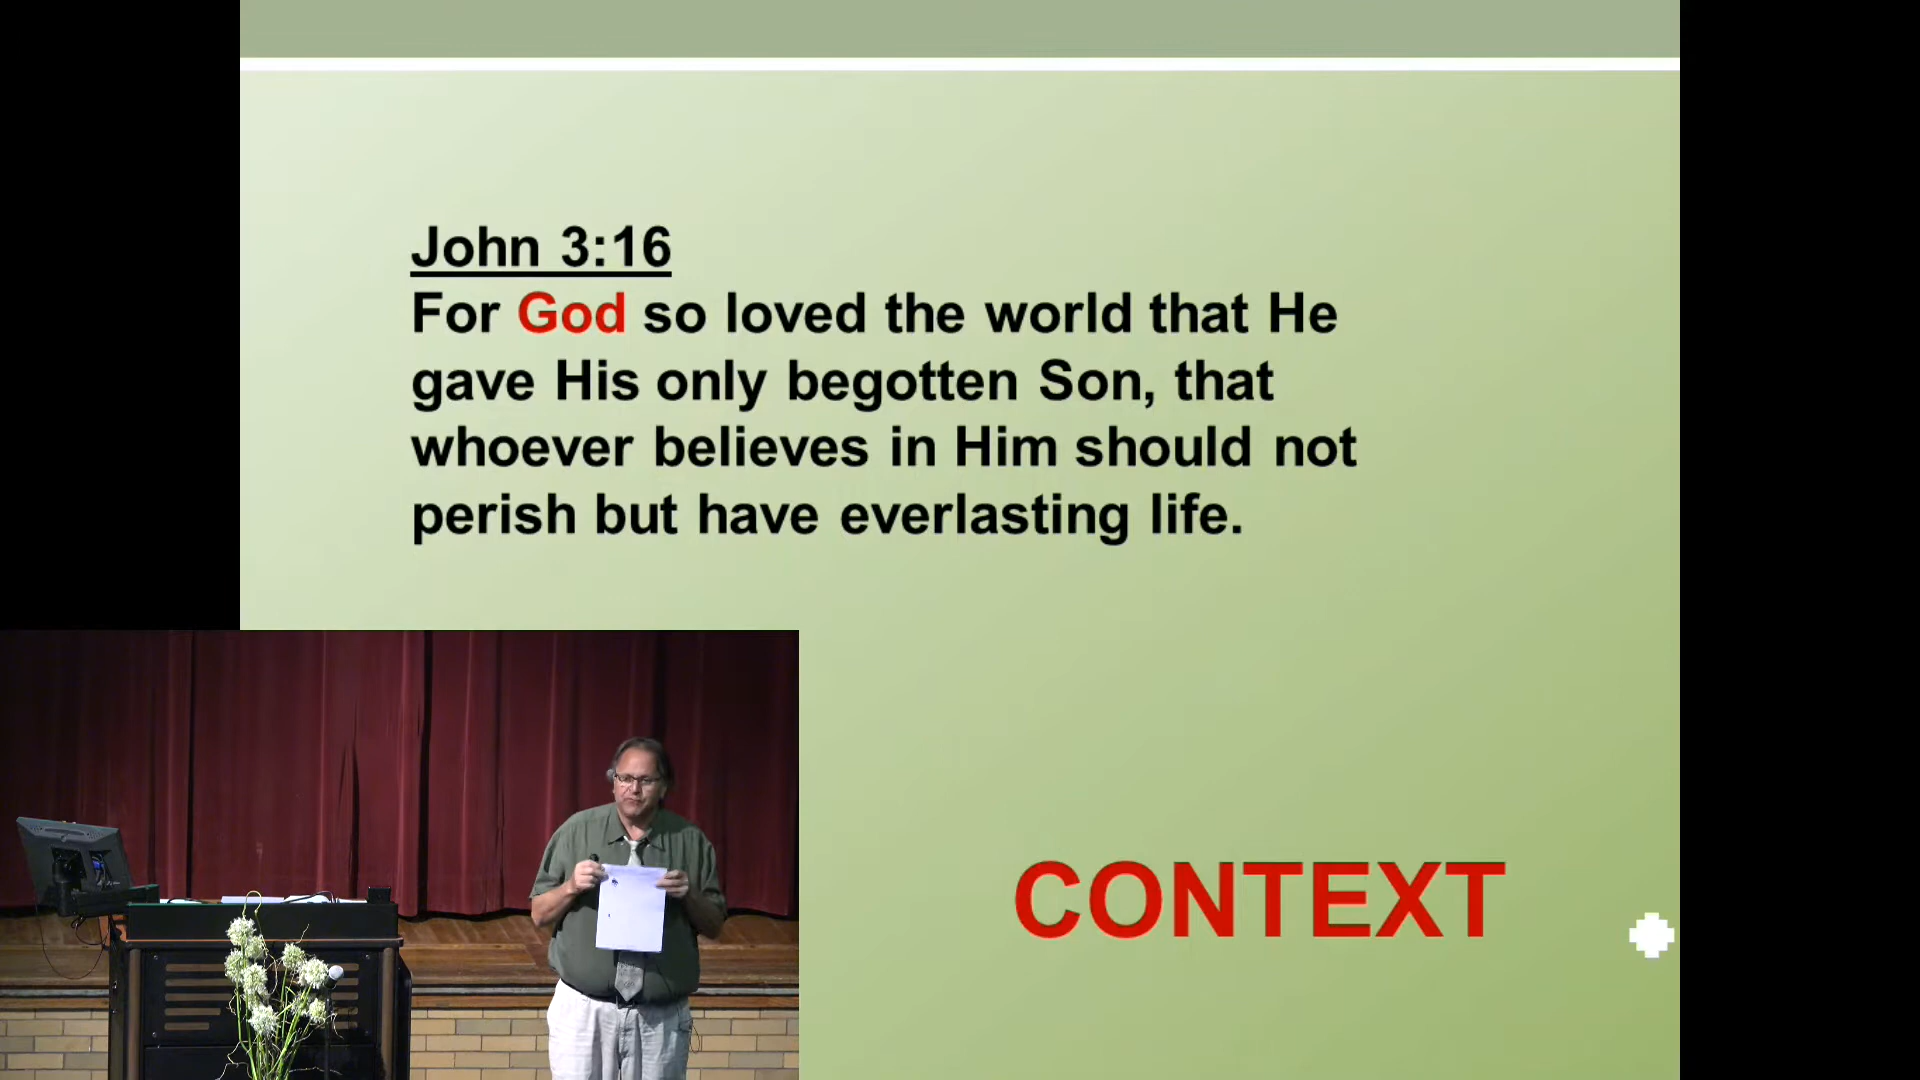 John 3:16
For God so loved the world that He
gave His only begotten Son, that
whoever believes in Him should not
perish but have everlasting life.
CONTEXT